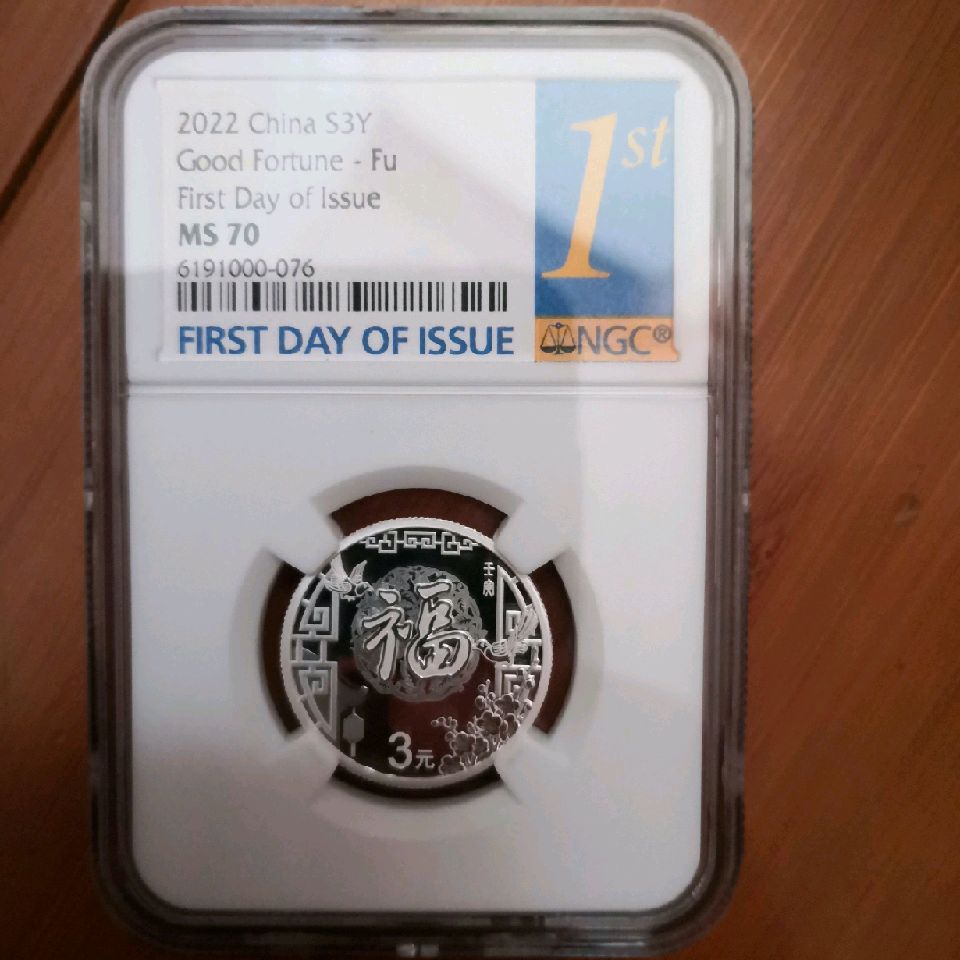 2022 China S3Y
Good Fortune - Fu
First Day of Issue
MS 70
6191000-076
FIRST DAY OF ISSUE
1st
NGC®
壬寅
福
3元